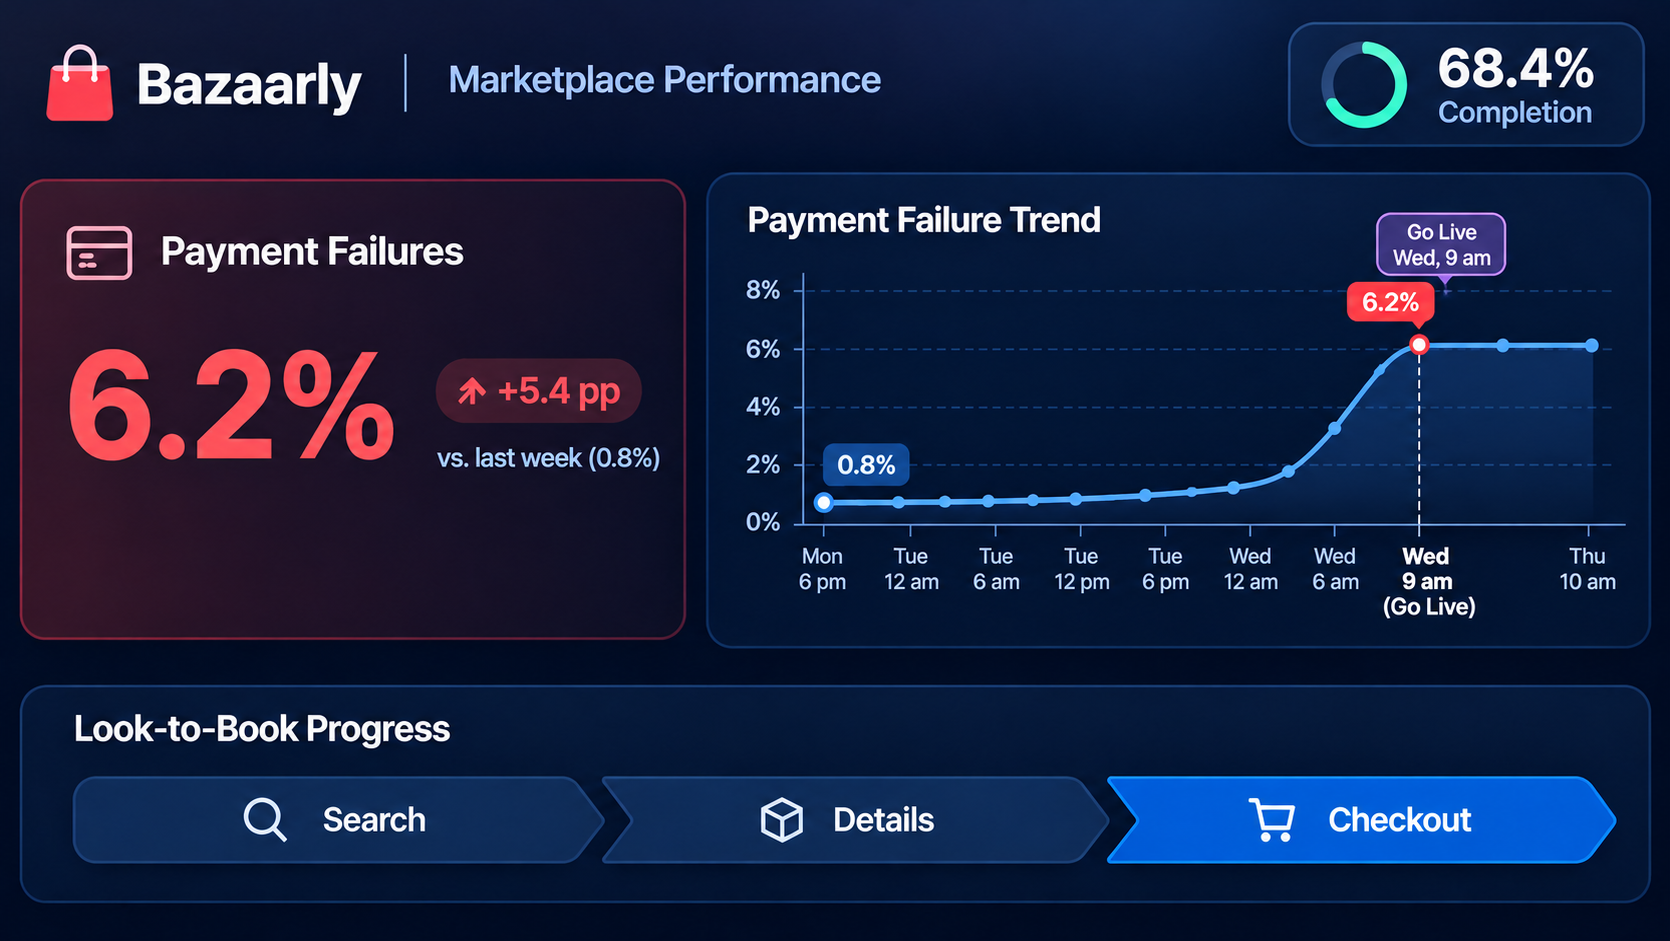 Bazaarly
Marketplace Performance
68.4%
Completion
Payment Failures
6.2%
+5.4 pp
vs. last week (0.8%)
Payment Failure Trend
Go Live
Wed, 9 am
6.2%
8%
6%
4%
2%
0%
0.8%
Mon
6 pm
Tue
12 am
Tue
6 am
Tue
12 pm
Tue
6 pm
Wed
12 am
Wed
6 am
Wed
9 am
(Go Live)
Thu
10 am
Look-to-Book Progress
Search
Details
Checkout